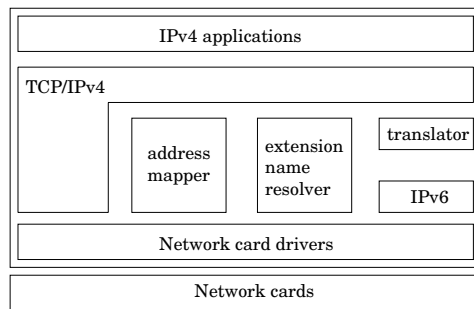 IPv4 applications
TCP/IPv4
address
mapper
extension
name
resolver
translator
IPv6
Network card drivers
Network cards